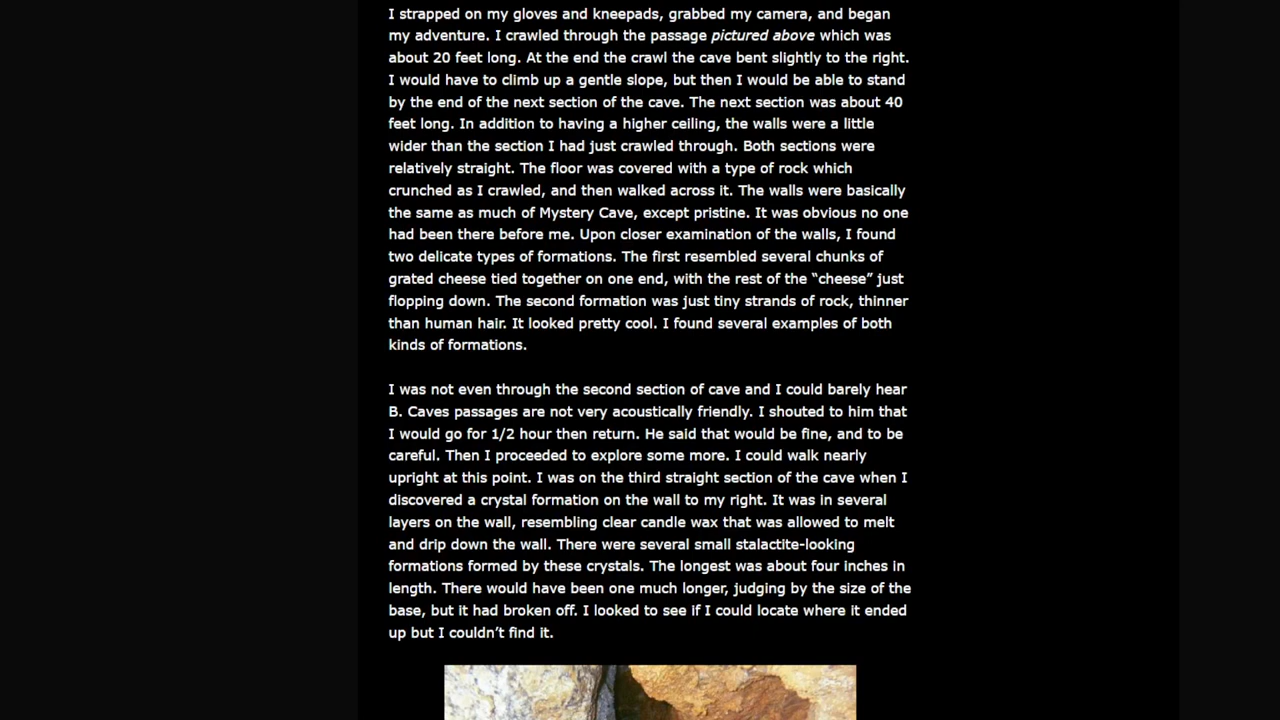 I strapped on my gloves and kneepads, grabbed my camera, and began
my adventure. I crawled through the passage pictured above which was
about 20 feet long. At the end the crawl the cave bent slightly to the right.
I would have to climb up a gentle slope, but then I would be able to stand
by the end of the next section of the cave. The next section was about 40
feet long. In addition to having a higher ceiling, the walls were a little
wider than the section I had just crawled through. Both sections were
relatively straight. The floor was covered with a type of rock which
crunched as I crawled, and then walked across it. The walls were basically
the same as much of Mystery Cave, except pristine. It was obvious no one
had been there before me. Upon closer examination of the walls, I found
two delicate types of formations. The first resembled several chunks of
grated cheese tied together on one end, with the rest of the “cheese” just
flopping down. The second formation was just tiny strands of rock, thinner
than human hair. It looked pretty cool. I found several examples of both
kinds of formations.
I was not even through the second section of cave and I could barely hear
B. Caves passages are not very acoustically friendly. I shouted to him that
I would go for 1/2 hour then return. He said that would be fine, and to be
careful. Then I proceeded to explore some more. I could walk nearly
upright at this point. I was on the third straight section of the cave when I
discovered a crystal formation on the wall to my right. It was in several
layers on the wall, resembling clear candle wax that was allowed to melt
and drip down the wall. There were several small stalactite-looking
formations formed by these crystals. The longest was about four inches in
length. There would have been one much longer, judging by the size of the
base, but it had broken off. I looked to see if I could locate where it ended
up but I couldn’t find it.